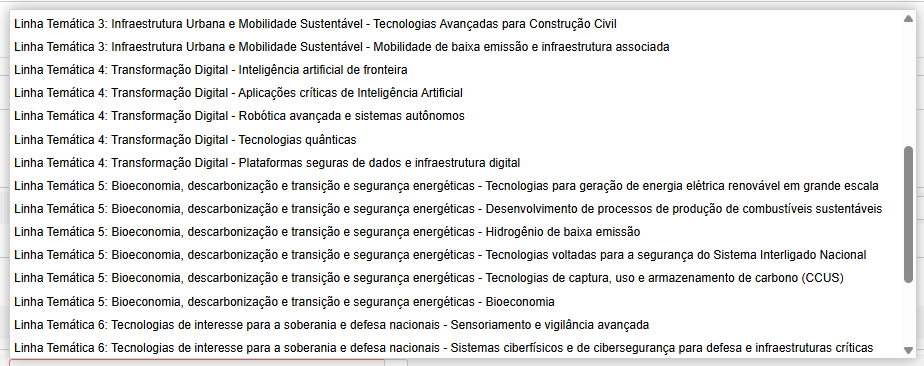 Linha Temática 3: Infraestrutura Urbana e Mobilidade Sustentável - Tecnologias Avançadas para Construção Civil
Linha Temática 3: Infraestrutura Urbana e Mobilidade Sustentável - Mobilidade de baixa emissão e infraestrutura associada
Linha Temática 4: Transformação Digital - Inteligência artificial de fronteira
Linha Temática 4: Transformação Digital - Aplicações críticas de Inteligência Artificial
Linha Temática 4: Transformação Digital - Robótica avançada e sistemas autônomos
Linha Temática 4: Transformação Digital - Tecnologias quânticas
Linha Temática 4: Transformação Digital - Plataformas seguras de dados e infraestrutura digital
Linha Temática 5: Bioeconomia, descarbonização e transição e segurança energéticas - Tecnologias para geração de energia elétrica renovável em grande escala
Linha Temática 5: Bioeconomia, descarbonização e transição e segurança energéticas - Desenvolvimento de processos de produção de combustíveis sustentáveis
Linha Temática 5: Bioeconomia, descarbonização e transição e segurança energéticas - Hidrogênio de baixa emissão
Linha Temática 5: Bioeconomia, descarbonização e transição e segurança energéticas - Tecnologias voltadas para a segurança do Sistema Interligado Nacional
Linha Temática 5: Bioeconomia, descarbonização e transição e segurança energéticas - Tecnologias de captura, uso e armazenamento de carbono (CCUS)
Linha Temática 5: Bioeconomia, descarbonização e transição e segurança energéticas - Bioeconomia
Linha Temática 6: Tecnologias de interesse para a soberania e defesa nacionais - Sensoriamento e vigilância avançada
Linha Temática 6: Tecnologias de interesse para a soberania e defesa nacionais - Sistemas ciberfísicos e de cibersegurança para defesa e infraestruturas críticas